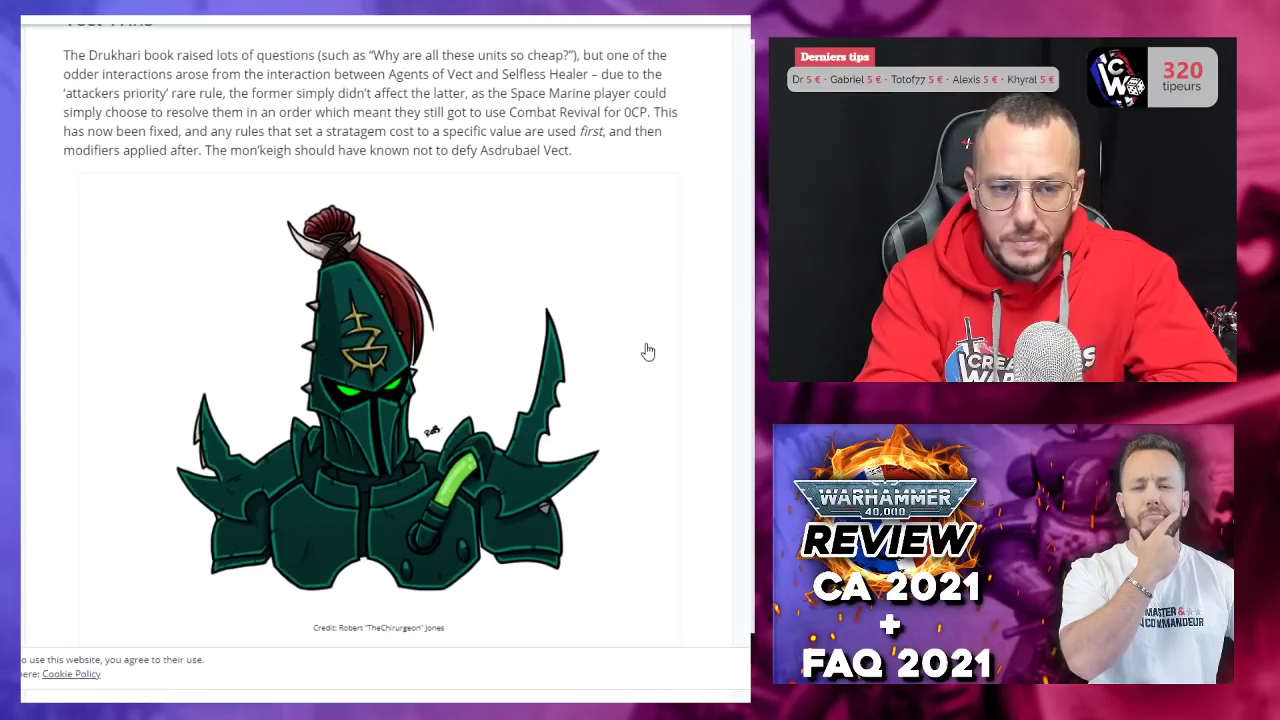 The Drukhari book raised lots of questions (such as “Why are all these units so cheap?”), but one of the
odder interactions arose from the interaction between Agents of Vect and Selfless Healer – due to the
‘attackers priority’ rare rule, the former simply didn’t affect the latter, as the Space Marine player could
simply choose to resolve them in an order which meant they still got to use Combat Revival for 0CP. This
has now been fixed, and any rules that set a stratagem cost to a specific value are used first, and then
modifiers applied after. The mon’keigh should have known not to defy Asdrubael Vect.
Credit: Robert "TheChirurgeon" Jones
o use this website, you agree to their use.
here: Cookie Policy
Derniers tips
Dr 5 € · Gabriel 5 € · Totof77 5 € · Alexis 5 € · Khyral 5 €
CW
320
tipeurs
WARHAMMER
40,000
REVIEW
CA 2021
+
FAQ 2021
MASTER &
COMMANDEUR